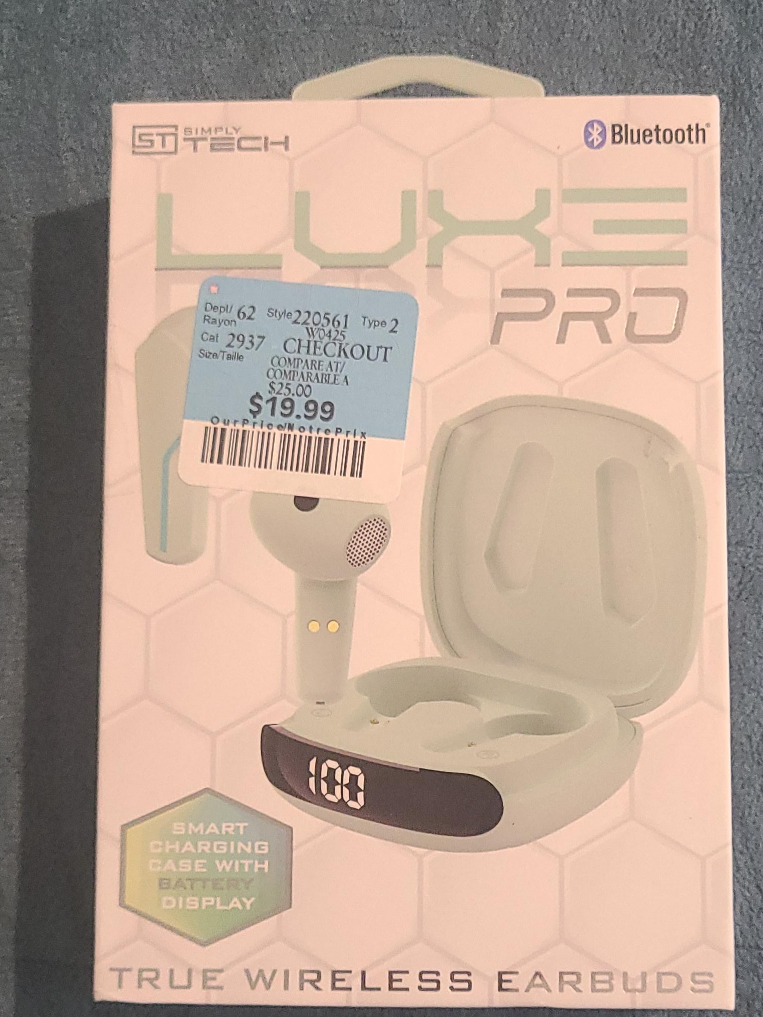 ST SIMPLY TECH
Bluetooth®
LUXE
PRO
Dept/ 62 Style 220561 Type 2
Rayon
W0425
Cat 2937 CHECKOUT
Size/Taille
COMPARE AT/
COMPARABLE A
$25.00
$19.99
OurPrice/NotrePrix
100
SMART
CHARGING
CASE WITH
BATTERY
DISPLAY
TRUE WIRELESS EARBUDS